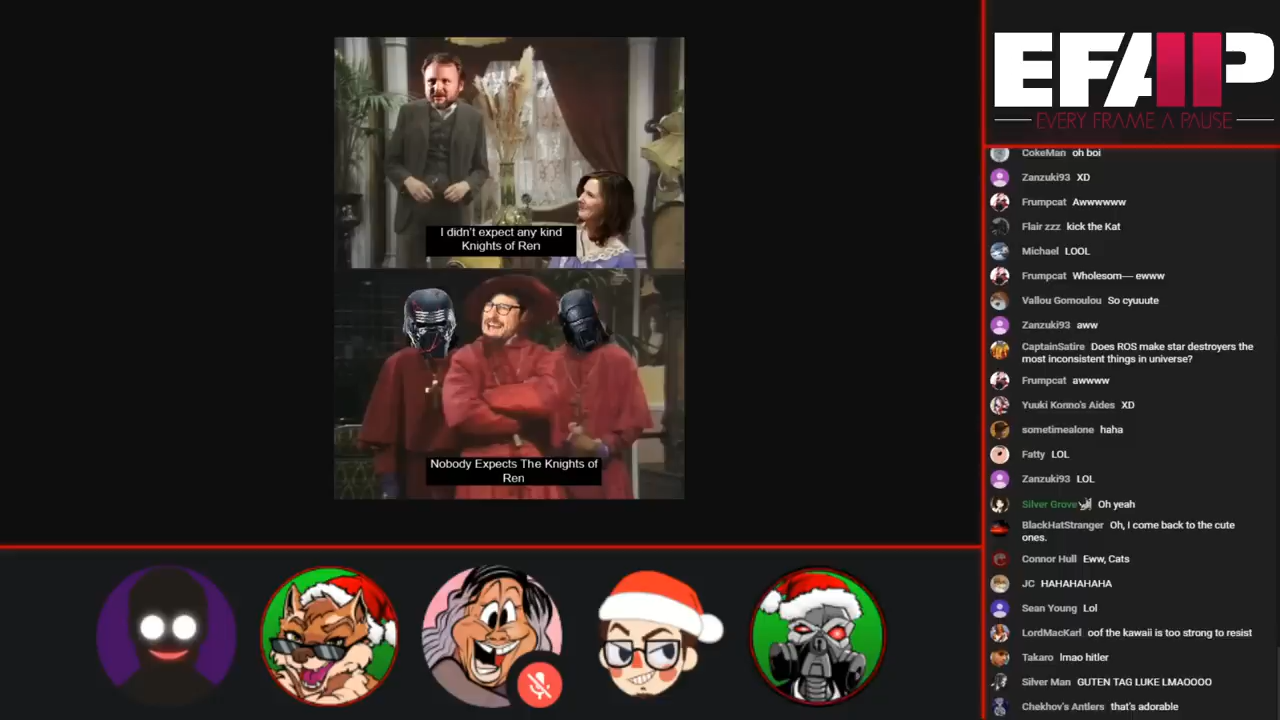 I didn't expect any kind
Knights of Ren
Nobody Expects The Knights of
Ren
EFAP
EVERY FRAME A PAUSE
CokeMan oh boi
Zanzuki93 XD
Frumpcat Awwwwww
Flair zzz kick the Kat
Michael LOOL
Frumpcat Wholesom— ewww
Vallou Gomoulou So cyuuute
Zanzuki93 aww
CaptainSatire Does ROS make star destroyers the
most inconsistent things in universe?
Frumpcat awwww
Yuuki Konno's Aides XD
sometimealone haha
Fatty LOL
Zanzuki93 LOL
Silver Grove Oh yeah
BlackHatStranger Oh, I come back to the cute
ones.
Connor Hull Eww, Cats
JC HAHAHAHAHA
Sean Young Lol
LordMacKarl oof the kawaii is too strong to resist
Takaro lmao hitler
Silver Man GUTEN TAG LUKE LMAOOOO
Chekhov's Antlers that's adorable